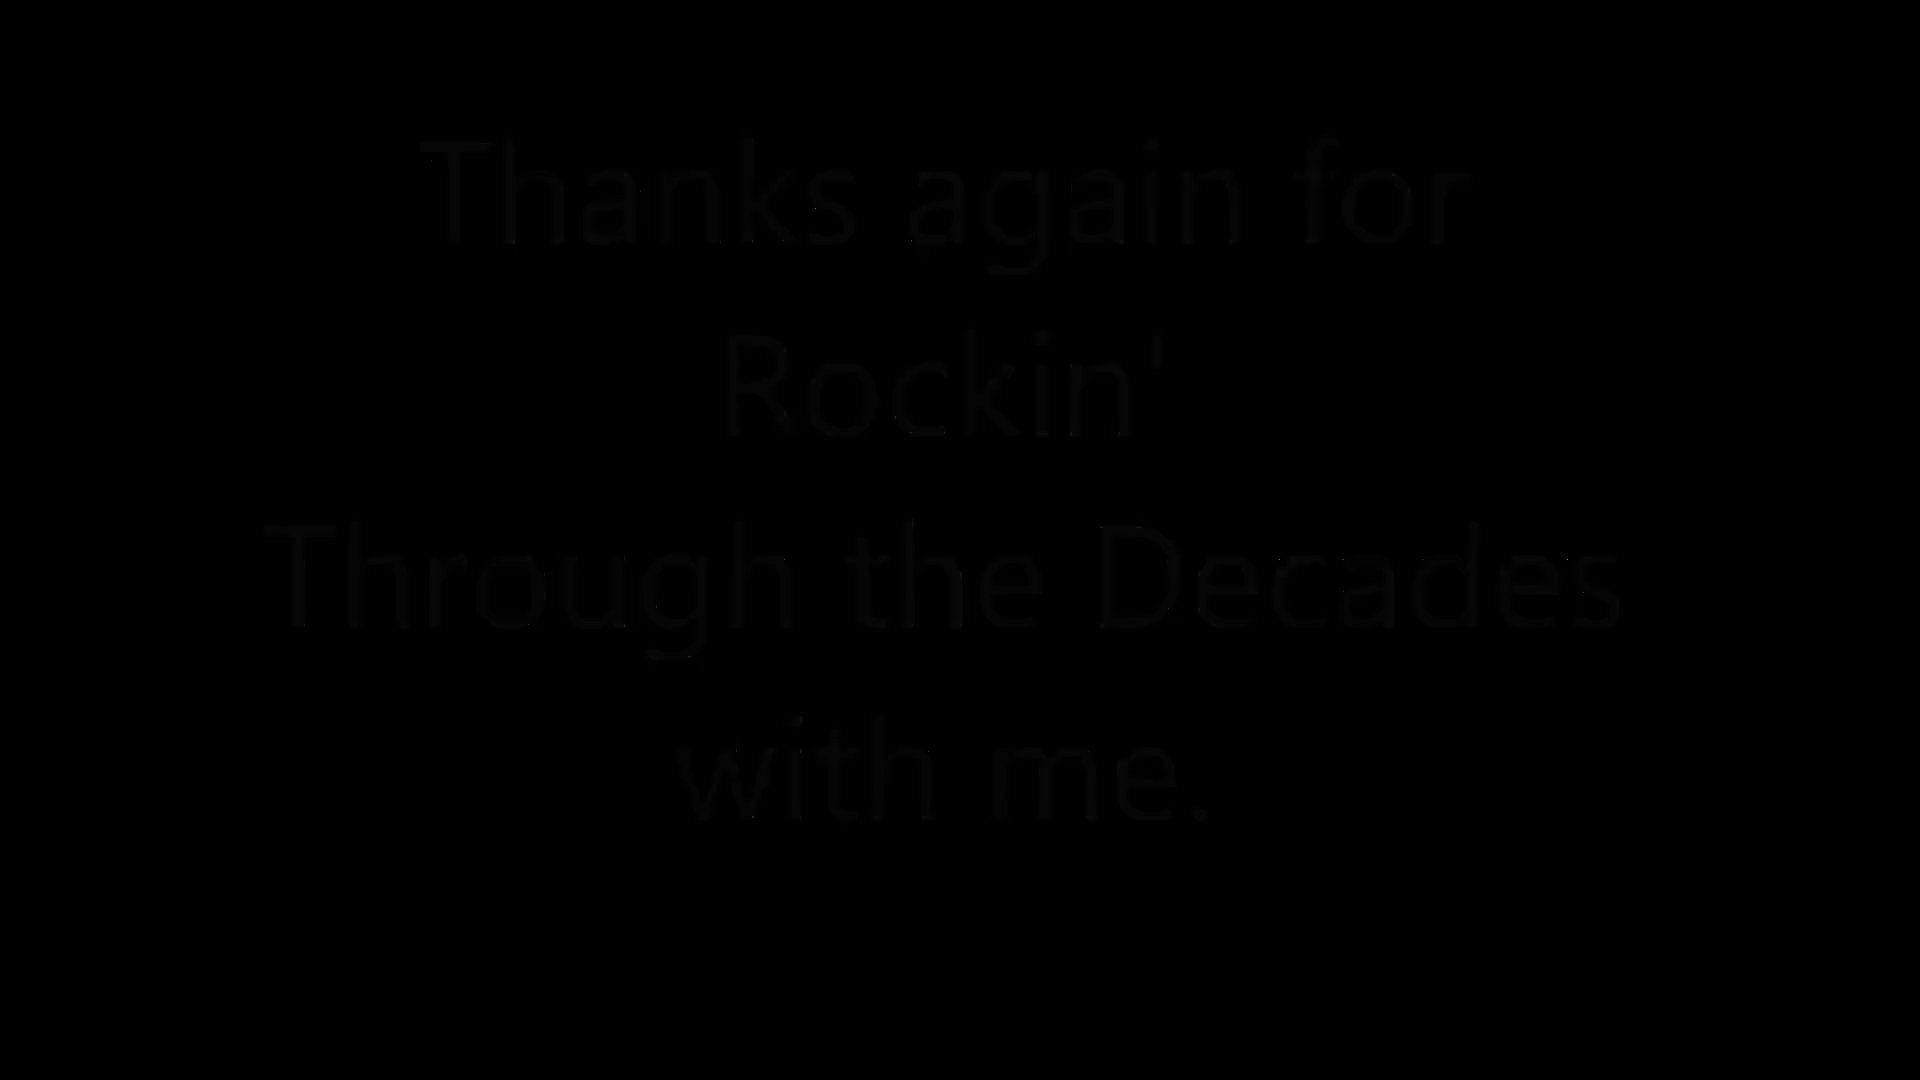 Thanks again for
Rockin'
Through the Decades
with me.